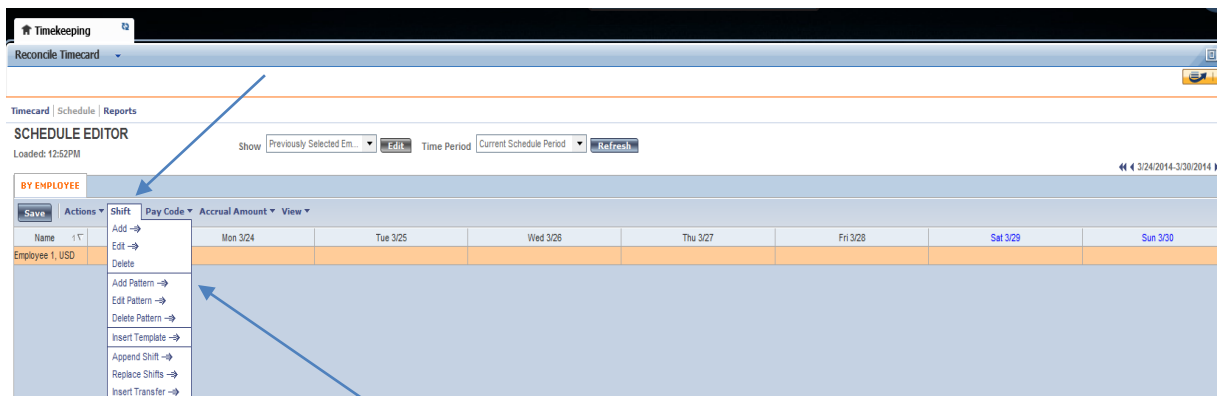 Timekeeping
Reconcile Timecard
Timecard | Schedule | Reports
SCHEDULE EDITOR
Loaded: 12:52PM
Show Previously Selected Em... Edit Time Period Current Schedule Period Refresh
3/24/2014-3/30/2014
BY EMPLOYEE
Save Actions Shift Pay Code Accrual Amount View
Name Mon 3/24 Tue 3/25 Wed 3/26 Thu 3/27 Fri 3/28 Sat 3/29 Sun 3/30
Employee 1, USD
Add
Edit
Delete
Add Pattern
Edit Pattern
Delete Pattern
Insert Template
Append Shift
Replace Shifts
Insert Transfer